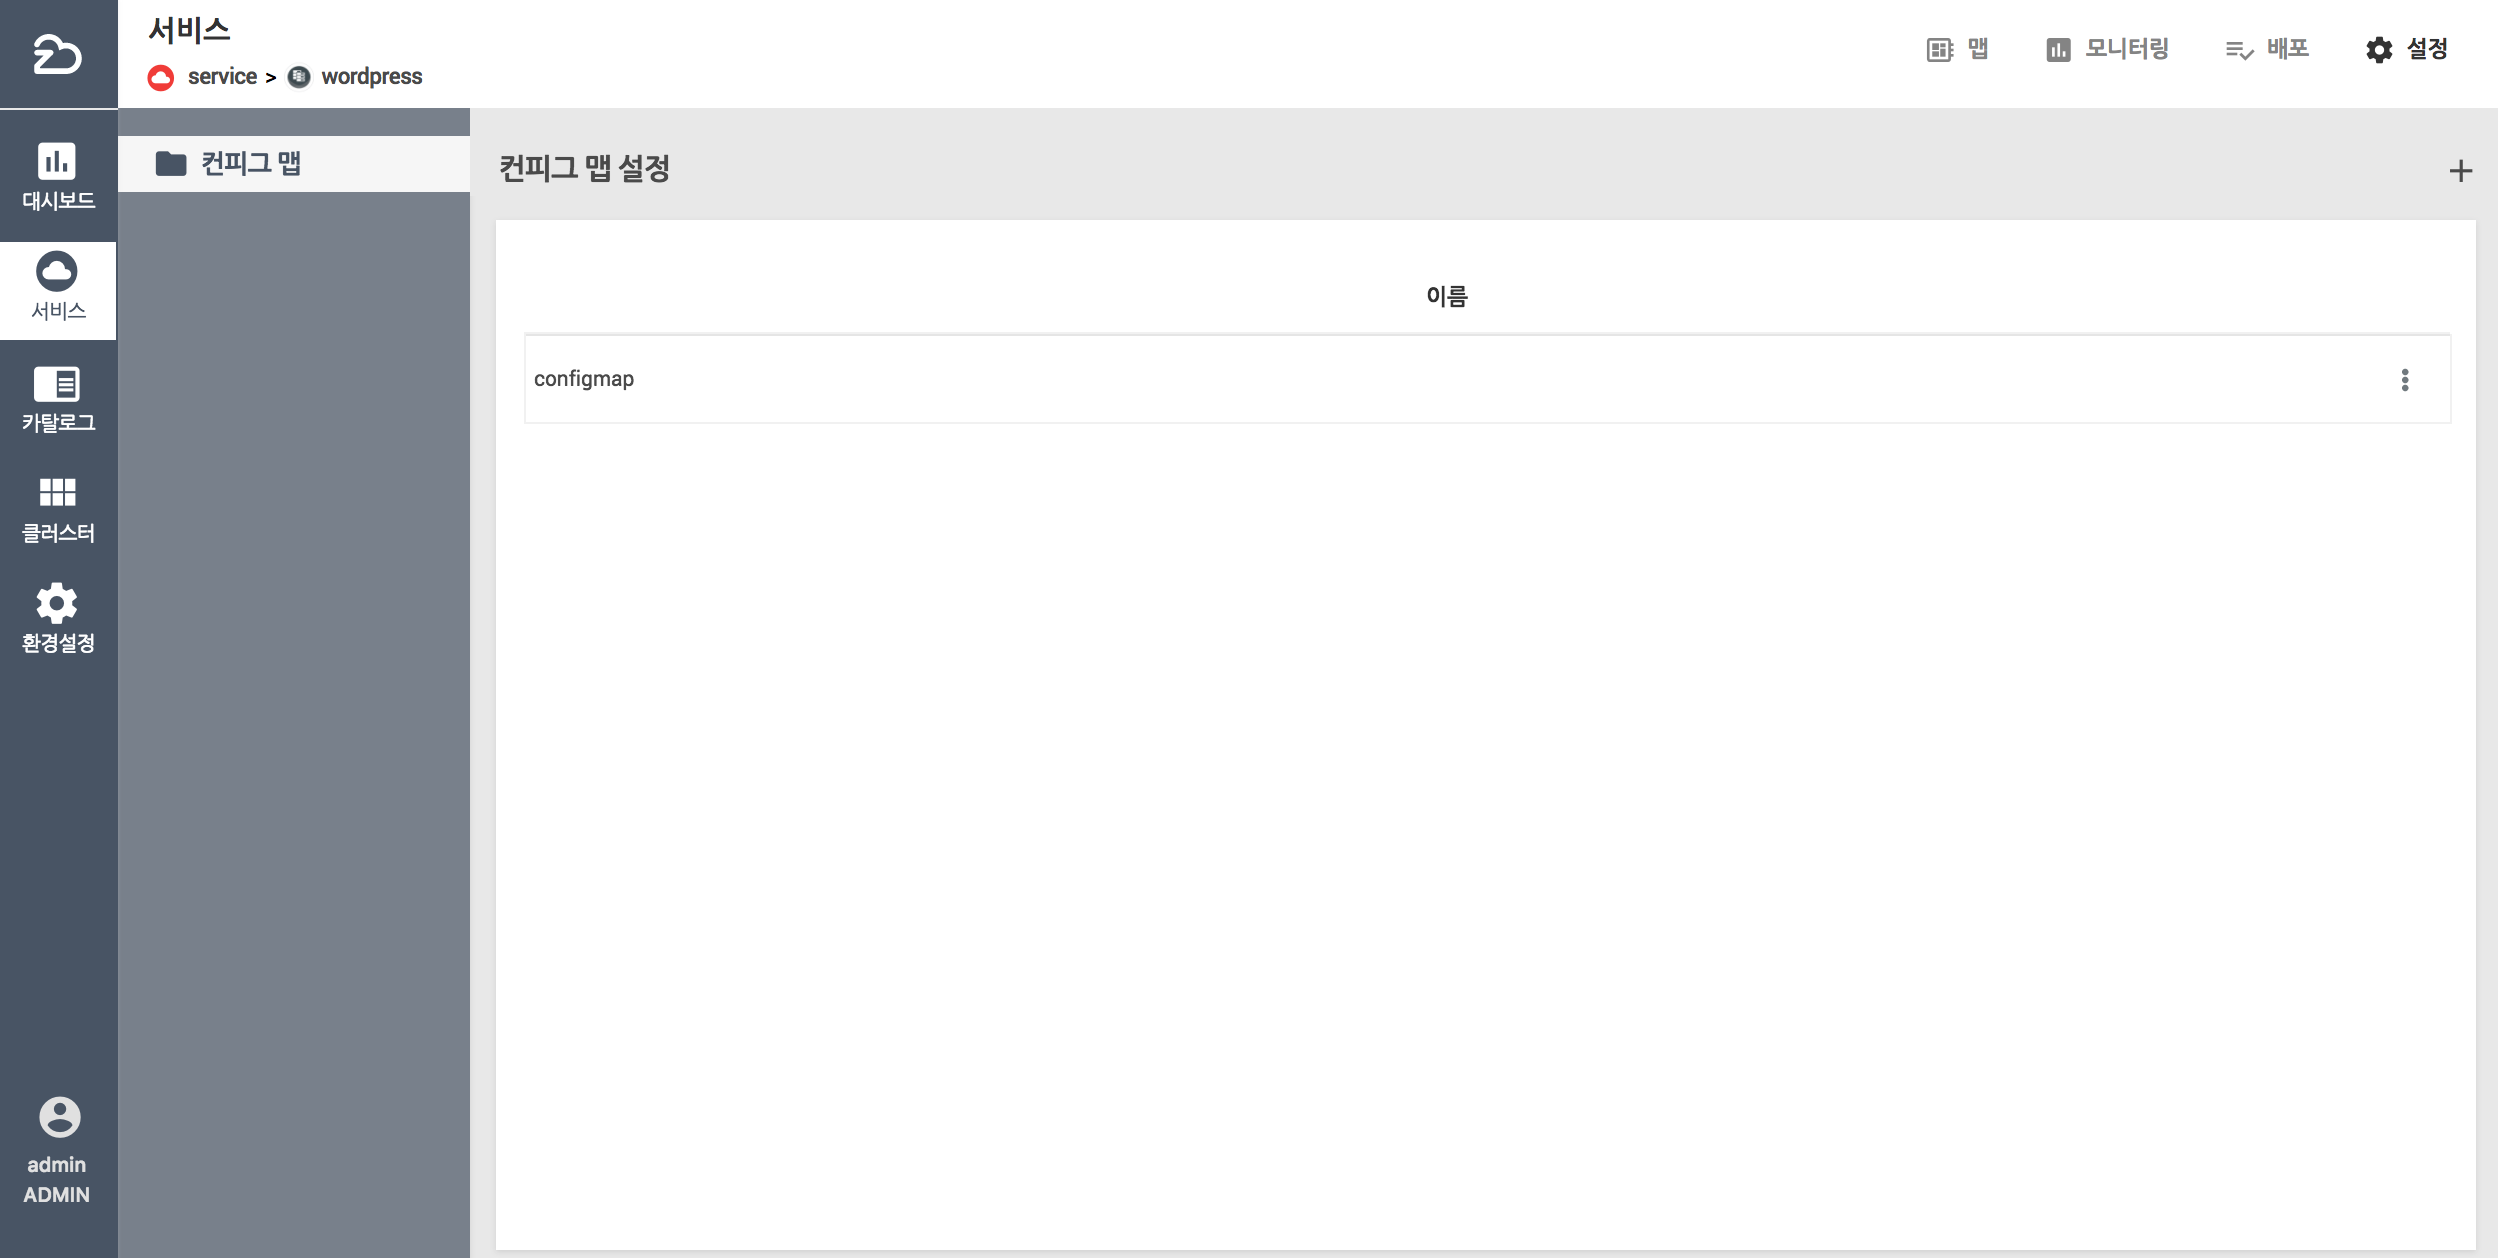 서비스
service > wordpress
맵
모니터링
배포
설정
대시보드
서비스
카탈로그
클러스터
환경설정
admin
ADMIN
컨피그 맵
컨피그 맵 설정
이름
configmap